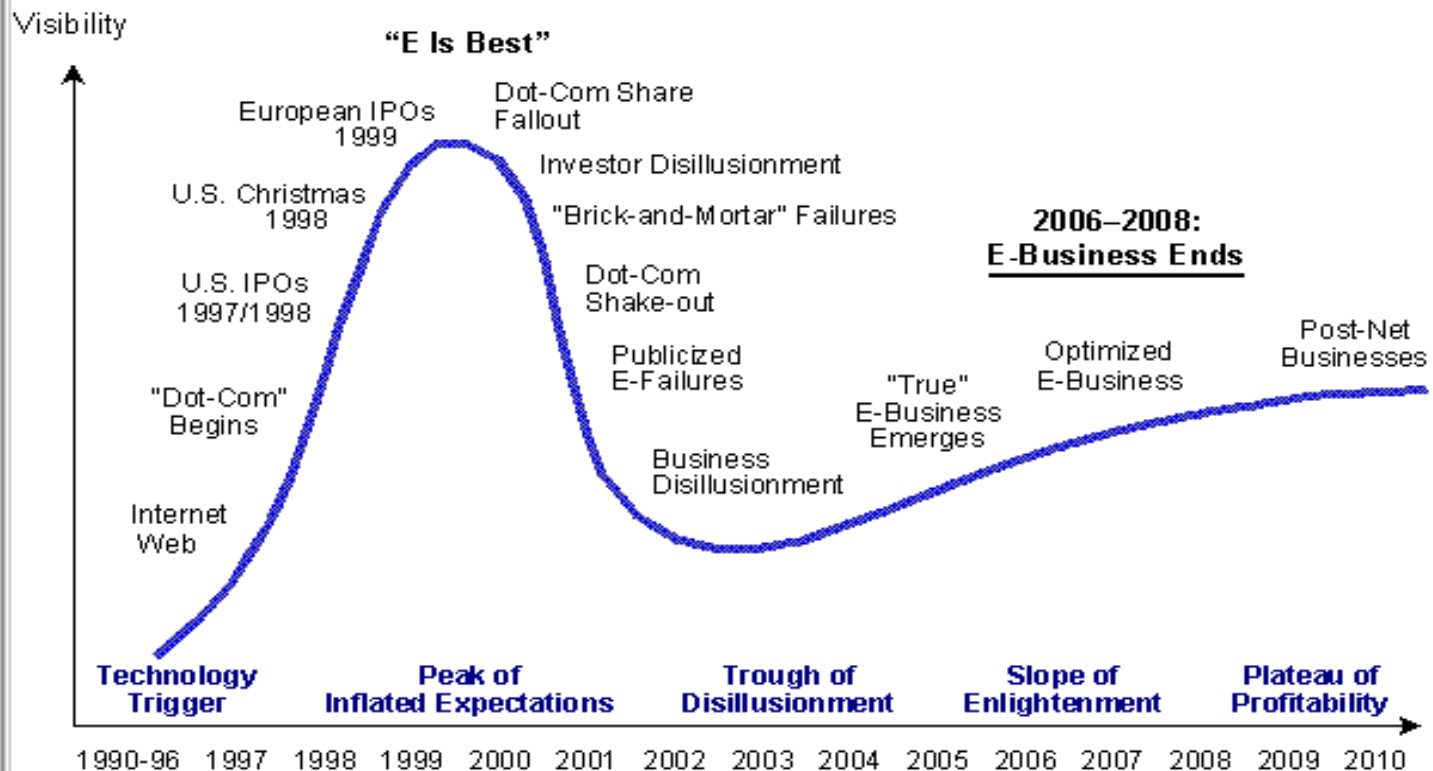 Visibility
“E Is Best”
European IPOs
1999
Dot-Com Share
Fallout
Investor Disillusionment
U.S. Christmas
1998
"Brick-and-Mortar" Failures
2006–2008:
E-Business Ends
U.S. IPOs
1997/1998
Dot-Com
Shake-out
Publicized
E-Failures
"Dot-Com"
Begins
"True"
E-Business
Emerges
Optimized
E-Business
Post-Net
Businesses
Business
Disillusionment
Internet
Web
Technology
Trigger
Peak of
Inflated Expectations
Trough of
Disillusionment
Slope of
Enlightenment
Plateau of
Profitability
1990-96 1997 1998 1999 2000 2001 2002 2003 2004 2005 2006 2007 2008 2009 2010